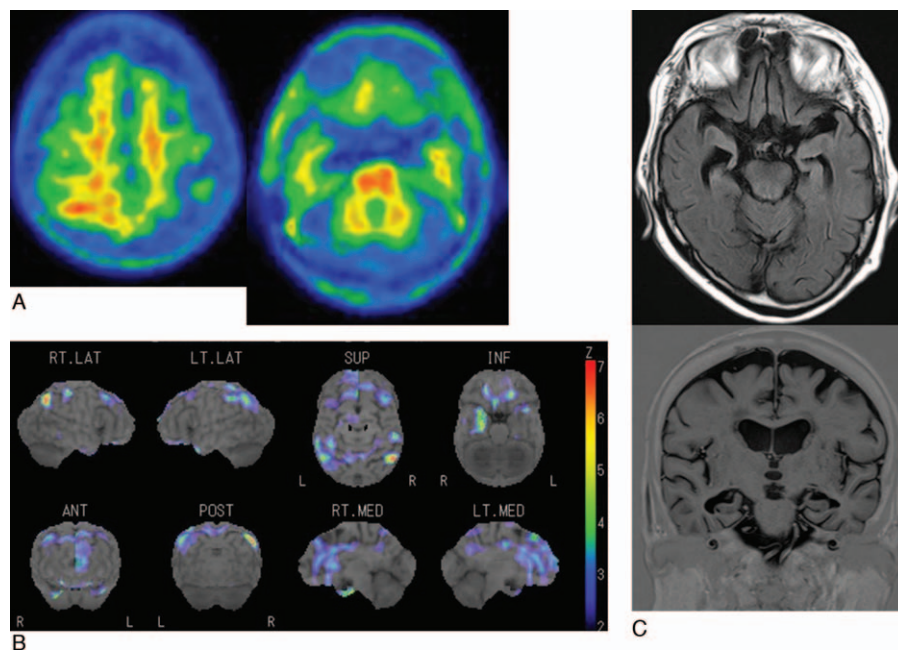 A
RT.LAT LT.LAT SUP INF
Z
7
6
5
4
3
2
L R R L
ANT POST RT.MED LT.MED
R L L R
B
C